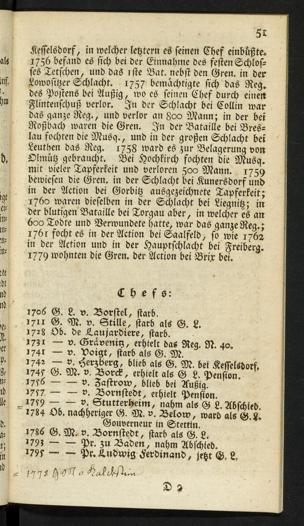 51
Kesselsdorf, in welcher letztern es seinen Chef einbüßte.
1756 befand es sich bei der Einnahme des festen Schlos-
ses Tetschen, und das 1ste Bat. nebst den Gren. in der
Lowositzer Schlacht. 1757 bemächtigte sich das Reg.
des Postens bei Außig, wo es seinen Chef durch einen
Flintenschuß verlor. In der Schlacht bei Collin war
das ganze Reg., und verlor an 800 Mann; in der bei
Roßbach waren die Gren. In der Bataille bei Bres-
lau fochten die Musq., und in der großen Schlacht bei
Leuthen das Reg. 1758 ward es zur Belagerung von
Olmütz gebraucht. Bei Hochkirch fochten die Musq.
mit vieler Tapferkeit und verloren 500 Mann. 1759
bewiesen die Gren. in der Schlacht bei Kunersdorf und
in der Action bei Gorbitz ausgezeichnete Tapferkeit;
1760 waren dieselben in der Schlacht bei Liegnitz; in
der blutigen Bataille bei Torgau aber, in welcher es an
600 Todte und Verwundete hatte, war das ganze Reg.;
1761 focht es in der Action bei Saalfeld, so wie 1762
in der Action und in der Hauptschlacht bei Freiberg.
1779 wohnten die Gren. der Action bei Brix bei.
Chefs:
1706 G. L. v. Borstel, starb.
1711 G. M. v. Stille, starb als G. L.
1728 Ob. de Laujardiere, starb.
1731 — v. Grävenitz, erhielt das Reg. N. 40.
1741 — v. Voigt, starb als G. M.
1742 — v. Herzberg, blieb als G. M. bei Kesselsdorf.
1745 G. M. v. Borck, erhielt als G. L. Pension.
1756 — — v. Zastrow, blieb bei Außig.
1757 — — v. Bornstedt, erhielt Pension.
1759 — — v. Stutterheim, nahm als G. L. Abschied.
1784 Ob. nachheriger G. M. v. Below, ward als G. L.
Gouverneur in Stettin.
1786 G. M. v. Bornstedt, starb als G. L.
1793 — — Pr. zu Baden, nahm Abschied.
1795 — — Pr. Ludwig Ferdinand, jetzt G. L.
1778 v Kalckstein
D 2